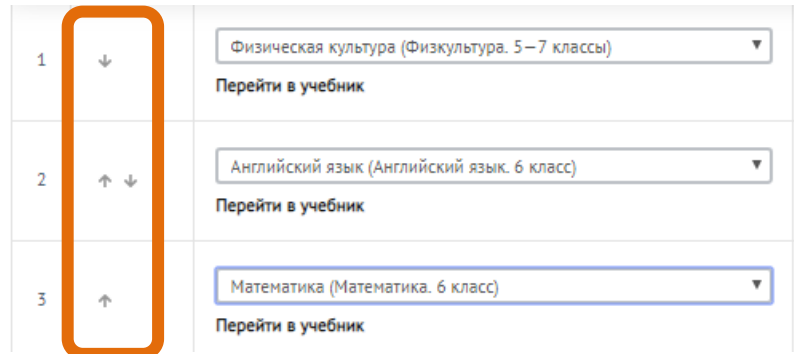 1 Физическая культура (Физкультура. 5—7 классы)
Перейти в учебник
2 Английский язык (Английский язык. 6 класс)
Перейти в учебник
3 Математика (Математика. 6 класс)
Перейти в учебник